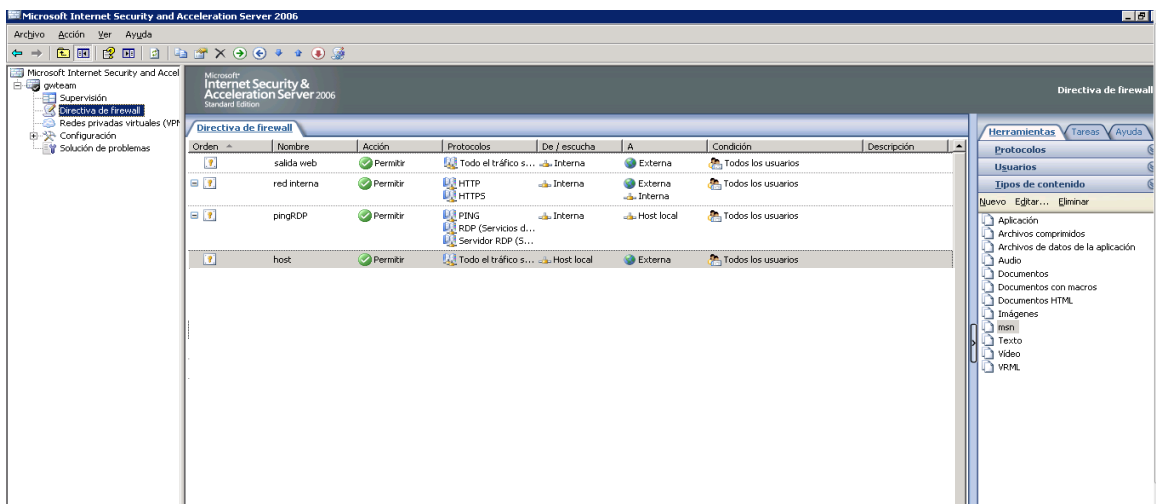 Microsoft Internet Security and Acceleration Server 2006
Archivo Acción Ver Ayuda
Microsoft Internet Security and Accel
gwteam
Supervisión
Directiva de firewall
Redes privadas virtuales (VPN
Configuración
Solución de problemas
Microsoft
Internet Security &
Acceleration Server 2006
Standard Edition
Directiva de firewall
Directiva de firewall
Orden Nombre Acción Protocolos De / escucha A Condición Descripción
salida web Permitir Todo el tráfico s... Interna Externa Todos los usuarios
red interna Permitir HTTP Interna Externa Todos los usuarios
HTTPS Interna
pingRDP Permitir PING Interna Host local Todos los usuarios
RDP (Servicios d...
Servidor RDP (S...
host Permitir Todo el tráfico s... Host local Externa Todos los usuarios
Herramientas Tareas Ayuda
Protocolos
Usuarios
Tipos de contenido
Nuevo Editar... Eliminar
Aplicación
Archivos comprimidos
Archivos de datos de la aplicación
Audio
Documentos
Documentos con macros
Documentos HTML
Imágenes
msn
Texto
Vídeo
VRML